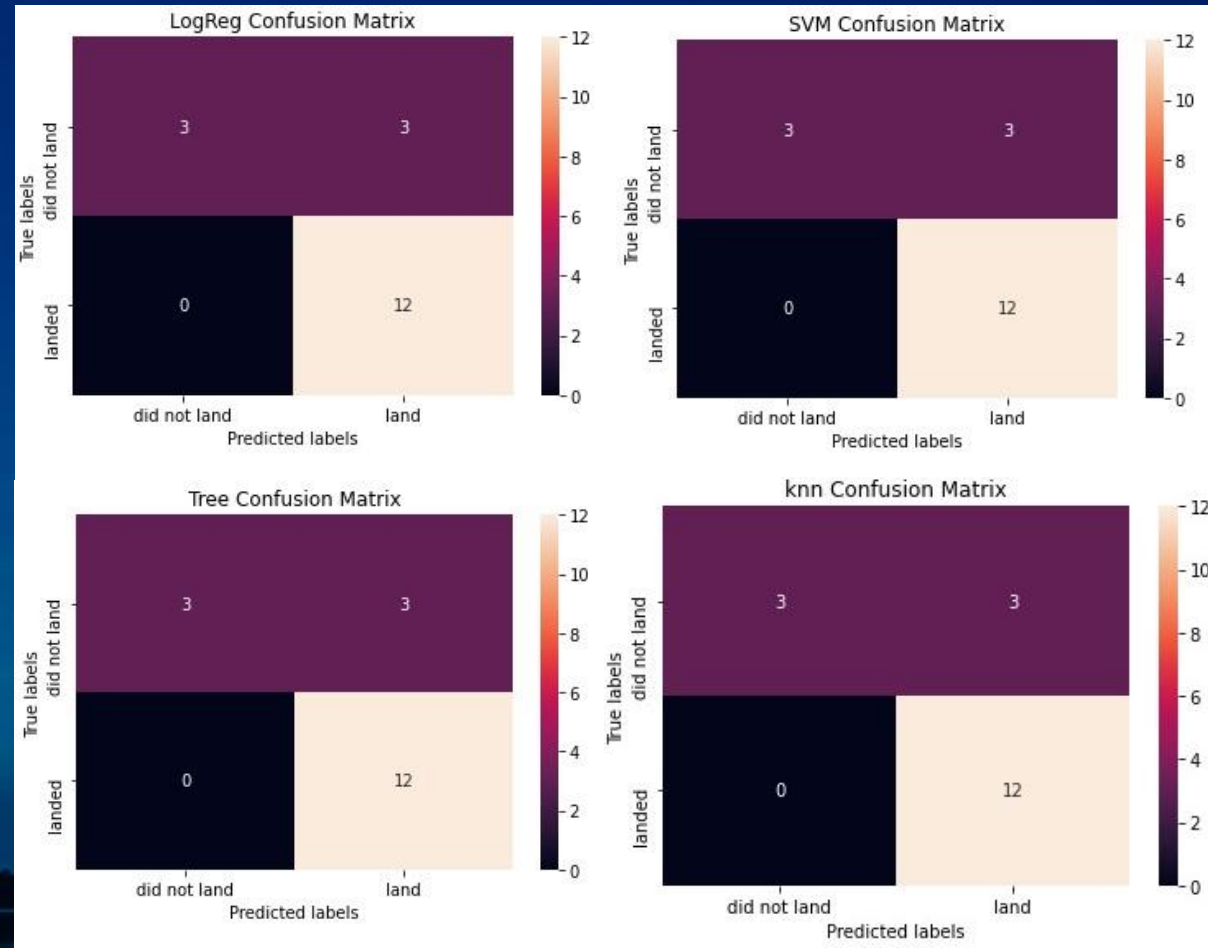 LogReg Confusion Matrix
True labels
did not land
landed
3 3
0 12
did not land land
Predicted labels
12
10
8
6
4
2
0
SVM Confusion Matrix
True labels
did not land
landed
3 3
0 12
did not land land
Predicted labels
12
10
8
6
4
2
0
Tree Confusion Matrix
True labels
did not land
landed
3 3
0 12
did not land land
Predicted labels
12
10
8
6
4
2
0
knn Confusion Matrix
True labels
did not land
landed
3 3
0 12
did not land land
Predicted labels
12
10
8
6
4
2
0